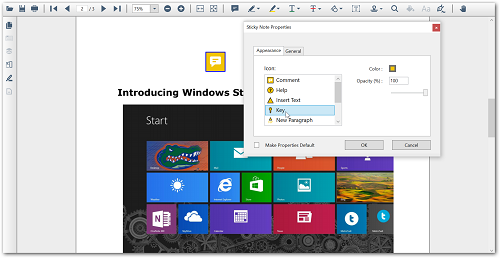 2 / 3
75%
Sticky Note Properties
Appearance
General
Icon:
Comment
Help
Insert Text
Key
New Paragraph
Color :
Opacity (%) :
100
Make Properties Default
OK
Cancel
Introducing Windows St
Start